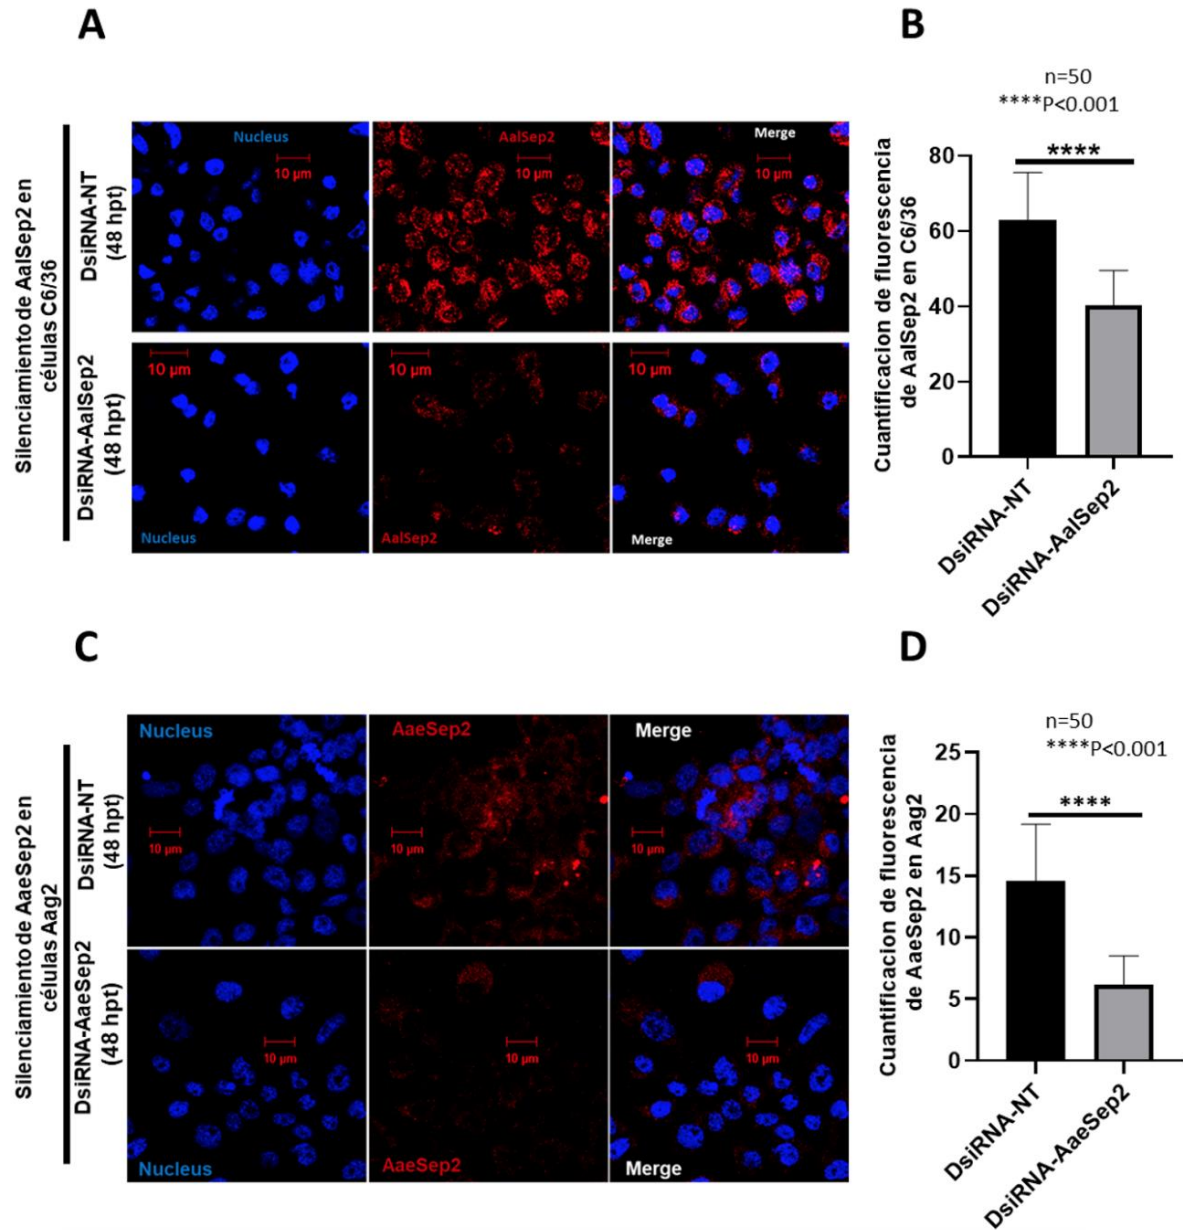 A
B
n=50
****P<0.001
Silenciamiento de AalSep2 en
células C6/36
DsiRNA-NT
(48 hpt)
Nucleus
10 µm
AalSep2
10 µm
Merge
10 µm
DsiRNA-AalSep2
(48 hpt)
10 µm
Nucleus
10 µm
AalSep2
10 µm
Merge
Cuantificacion de fluorescencia
de AalSep2 en C6/36
80
60
40
20
0
****
DsiRNA-NT
DsiRNA-AalSep2
C
D
n=50
****P<0.001
Silenciamiento de AaeSep2 en
células Aag2
DsiRNA-NT
(48 hpt)
Nucleus
10 µm
AaeSep2
10 µm
Merge
10 µm
DsiRNA-AaeSep2
(48 hpt)
10 µm
Nucleus
10 µm
AaeSep2
10 µm
Merge
Cuantificacion de fluorescencia
de AaeSep2 en Aag2
25
20
15
10
5
0
****
DsiRNA-NT
DsiRNA-AaeSep2